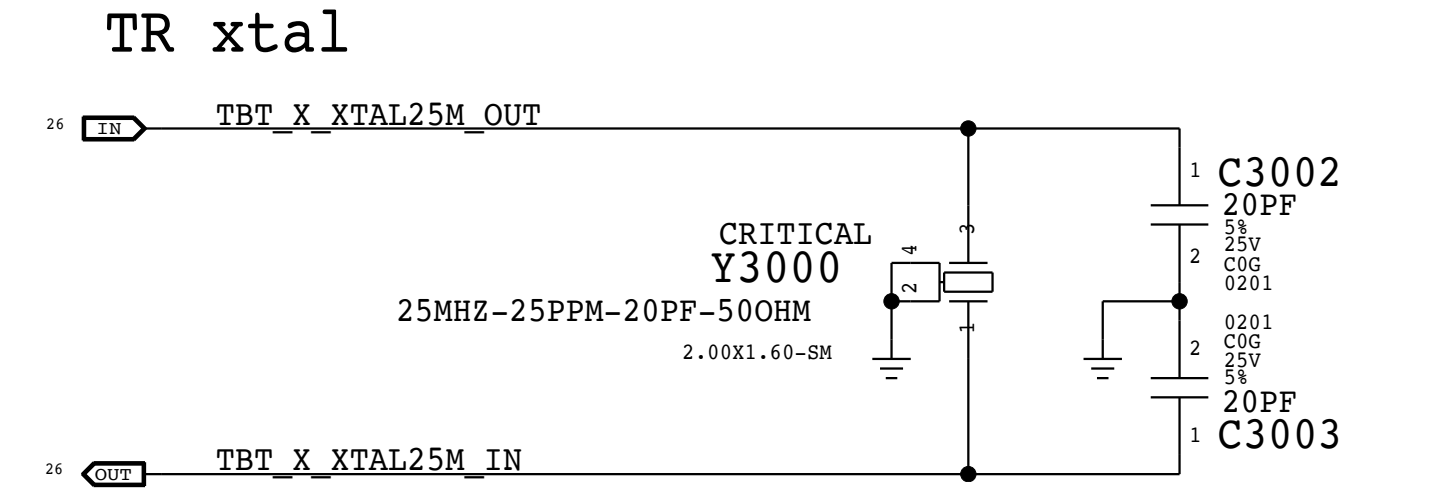 TR xtal
26 IN TBT_X_XTAL25M_OUT
1 C3002
20PF
5%
25V
2 C0G
0201
CRITICAL 4 3
Y3000
2
25MHZ-25PPM-20PF-50OHM 1
2.00X1.60-SM
0201
2 C0G
25V
5%
20PF
1 C3003
26 OUT TBT_X_XTAL25M_IN